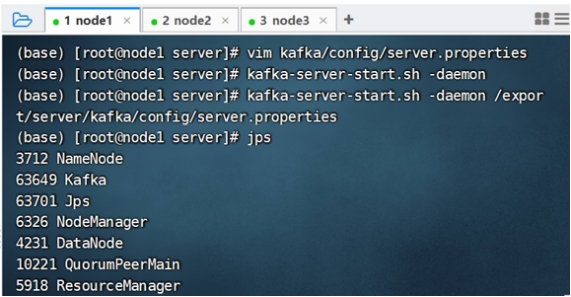 1 node1 × 2 node2 × 3 node3 × +
(base) [root@node1 server]# vim kafka/config/server.properties
(base) [root@node1 server]# kafka-server-start.sh -daemon
(base) [root@node1 server]# kafka-server-start.sh -daemon /expor
t/server/kafka/config/server.properties
(base) [root@node1 server]# jps
3712 NameNode
63649 Kafka
63701 Jps
6326 NodeManager
4231 DataNode
10221 QuorumPeerMain
5918 ResourceManager